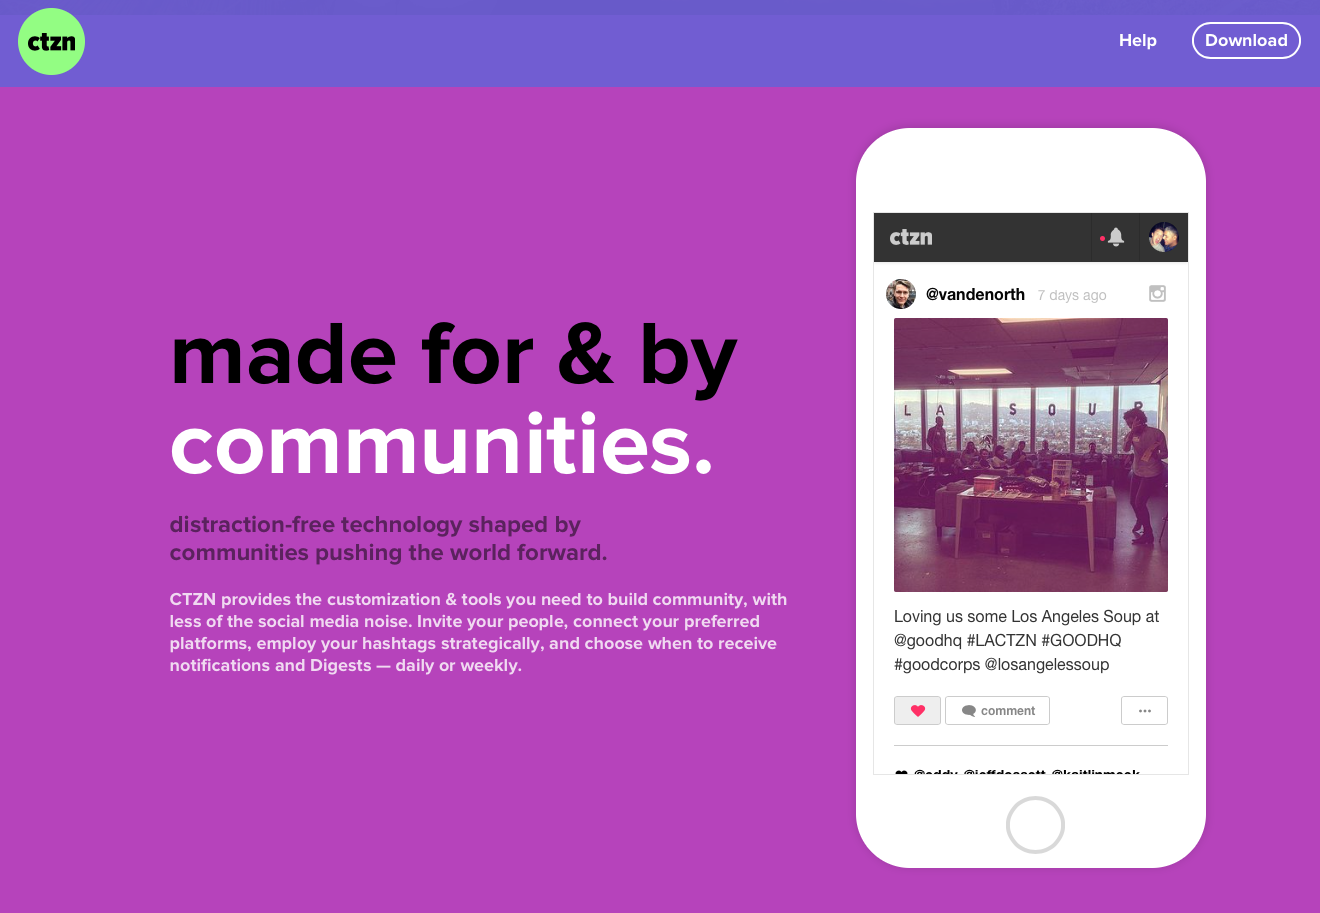 ctzn
Help
Download
made for & by
communities.
distraction-free technology shaped by
communities pushing the world forward.
CTZN provides the customization & tools you need to build community, with
less of the social media noise. Invite your people, connect your preferred
platforms, employ your hashtags strategically, and choose when to receive
notifications and Digests — daily or weekly.
ctzn
@vandenorth 7 days ago
LA SOUP
Loving us some Los Angeles Soup at
@goodhq #LACTZN #GOODHQ
#goodcorps @losangelessoup
comment